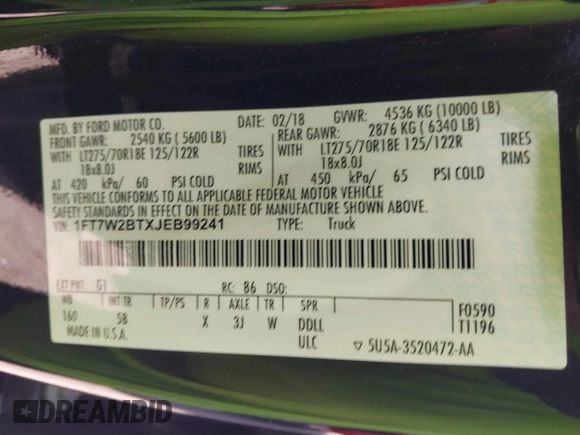 MFD. BY FORD MOTOR CO.
DATE: 02/18 GVWR: 4536 KG (10000 LB)
FRONT GAWR: 2540 KG (5600 LB) REAR GAWR: 2876 KG (6340 LB)
WITH LT275/70R18E 125/122R TIRES WITH LT275/70R18E 125/122R TIRES
18x8.0J RIMS 18x8.0J RIMS
AT 420 kPa/ 60 PSI COLD AT 450 kPa/ 65 PSI COLD
THIS VEHICLE CONFORMS TO ALL APPLICABLE FEDERAL MOTOR VEHICLE
SAFETY STANDARDS IN EFFECT ON THE DATE OF MANUFACTURE SHOWN ABOVE.
VIN: 1FT7W2BTXJEB99241 TYPE: Truck
EXT PNT: G1 RC: 86 DSO:
WB INT TR TP/PS R AXLE TR SPR
160 SB X 3J W DDLL
F0590
T1196
MADE IN U.S.A. ULC
5U5A-3520472-AA
DREAMBID